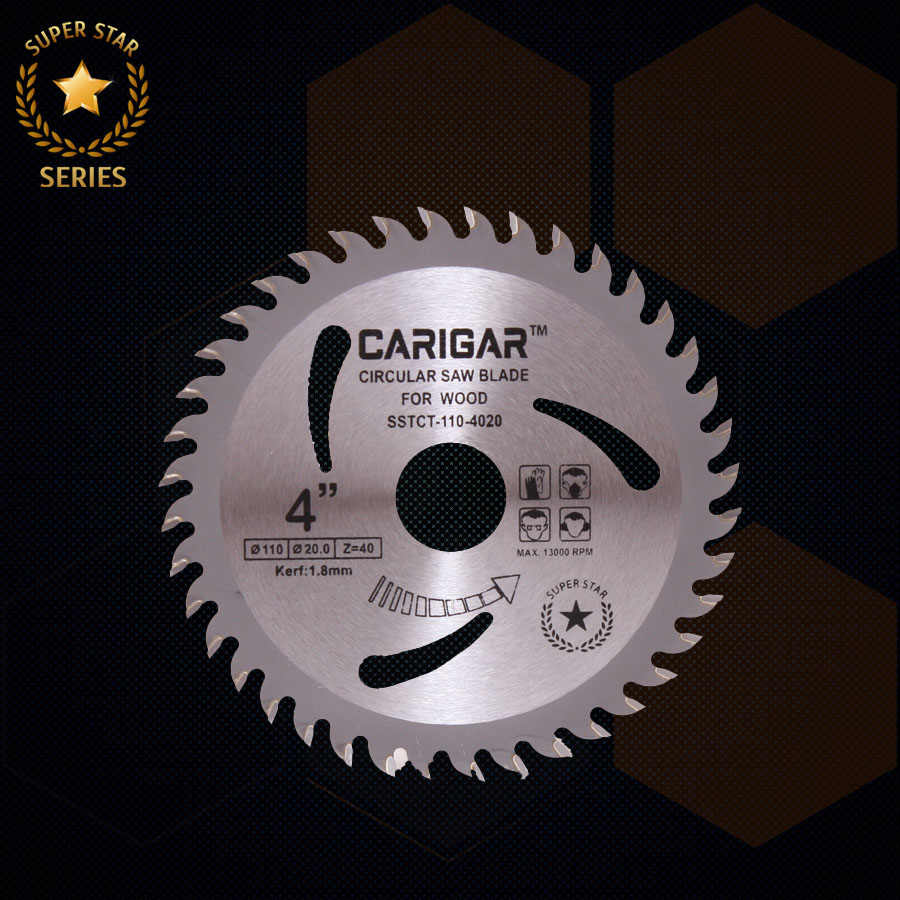 SUPER STAR
SERIES
CARIGAR™
CIRCULAR SAW BLADE
FOR WOOD
SSTCT-110-4020
4”
Ø110 Ø20.0 Z=40
Kerf:1.8mm
MAX. 13000 RPM
SUPER STAR